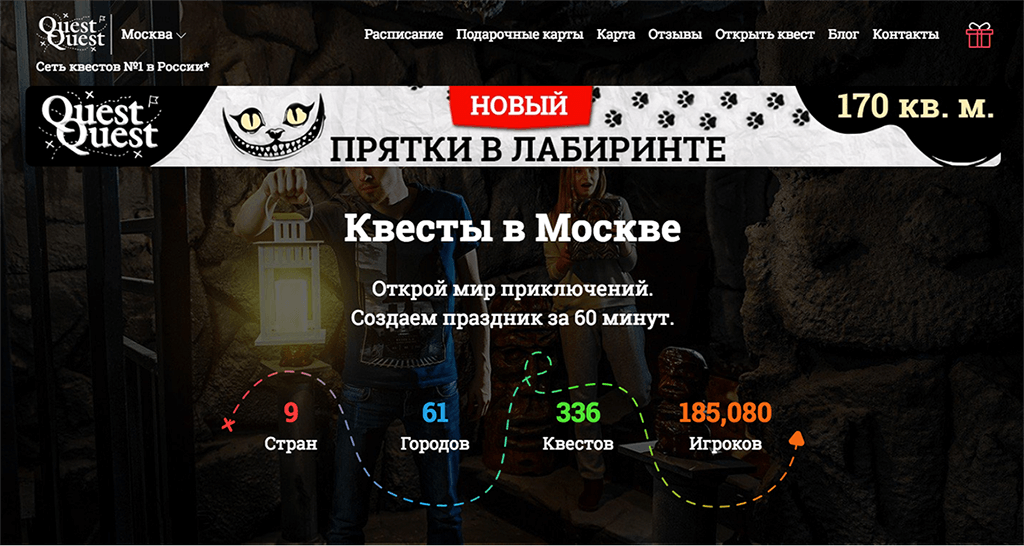 Quest Quest
Москва
Расписание Подарочные карты Карта Отзывы Открыть квест Блог Контакты
Сеть квестов №1 в России*
Quest Quest
НОВЫЙ
ПРЯТКИ В ЛАБИРИНТЕ
170 кв. м.
Квесты в Москве
Открой мир приключений.
Создаем праздник за 60 минут.
9 61 336 185,080
Стран Городов Квестов Игроков